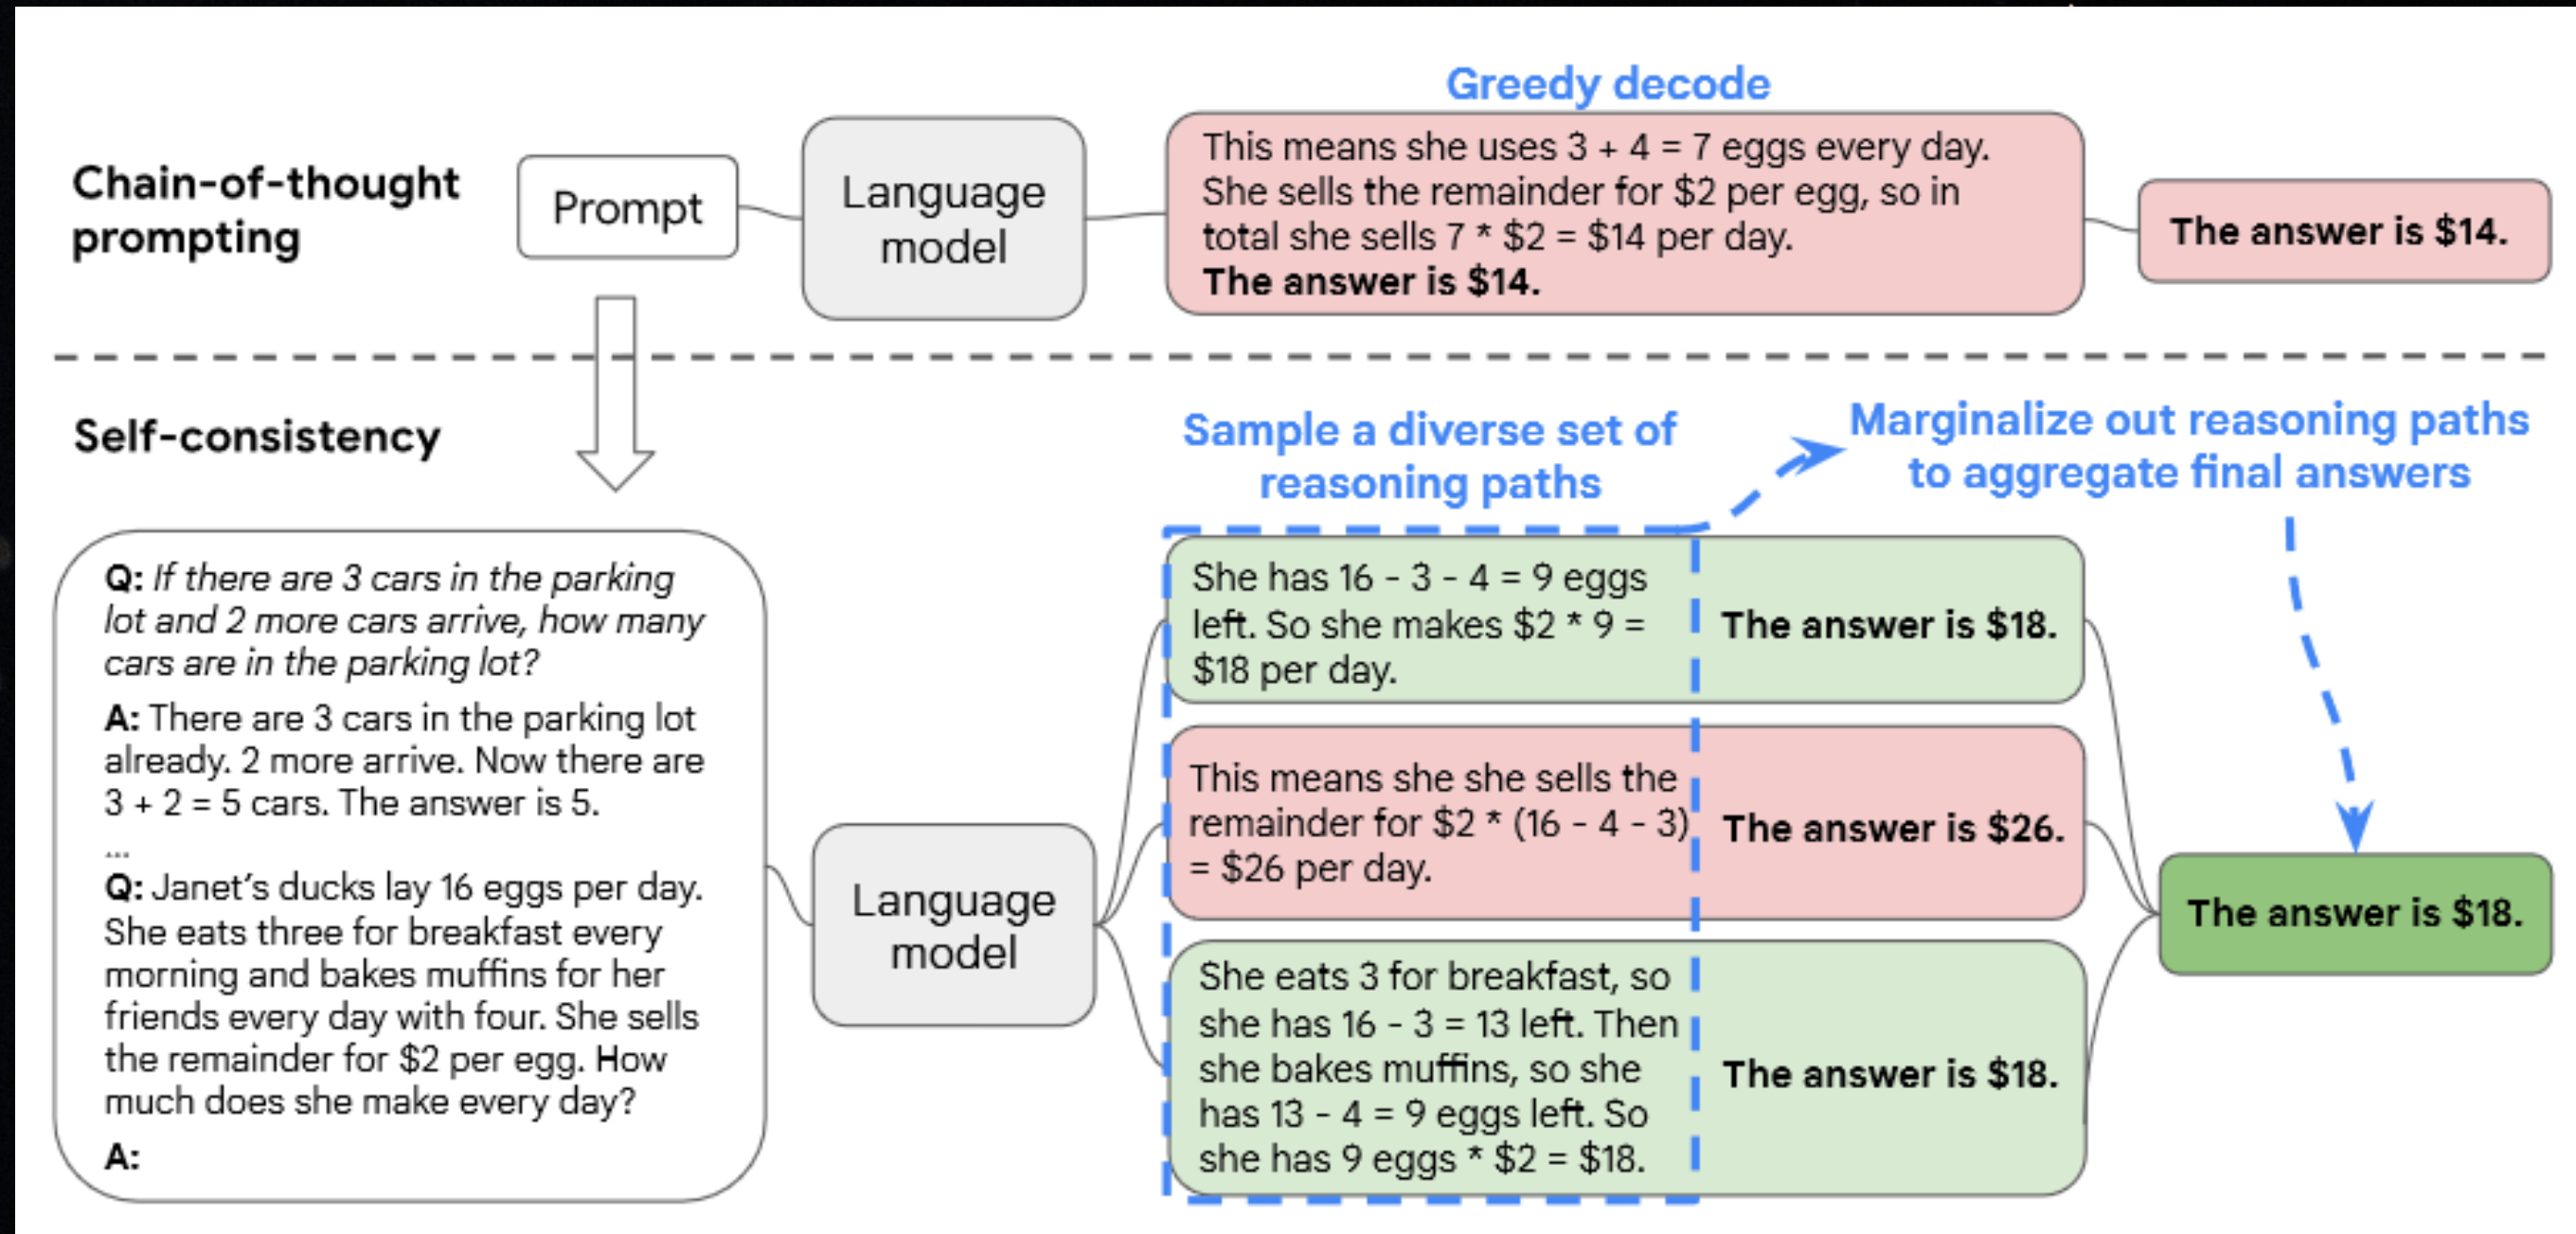 Greedy decode
Chain-of-thought
prompting
Prompt
Language
model
This means she uses 3 + 4 = 7 eggs every day.
She sells the remainder for $2 per egg, so in
total she sells 7 * $2 = $14 per day.
The answer is $14.
The answer is $14.
Self-consistency
Sample a diverse set of
reasoning paths
Marginalize out reasoning paths
to aggregate final answers
Q: If there are 3 cars in the parking
lot and 2 more cars arrive, how many
cars are in the parking lot?
A: There are 3 cars in the parking lot
already. 2 more arrive. Now there are
3 + 2 = 5 cars. The answer is 5.
...
Q: Janet's ducks lay 16 eggs per day.
She eats three for breakfast every
morning and bakes muffins for her
friends every day with four. She sells
the remainder for $2 per egg. How
much does she make every day?
A:
Language
model
She has 16 - 3 - 4 = 9 eggs
left. So she makes $2 * 9 =
$18 per day.
The answer is $18.
This means she she sells the
remainder for $2 * (16 - 4 - 3)
= $26 per day.
The answer is $26.
She eats 3 for breakfast, so
she has 16 - 3 = 13 left. Then
she bakes muffins, so she
has 13 - 4 = 9 eggs left. So
she has 9 eggs * $2 = $18.
The answer is $18.
The answer is $18.